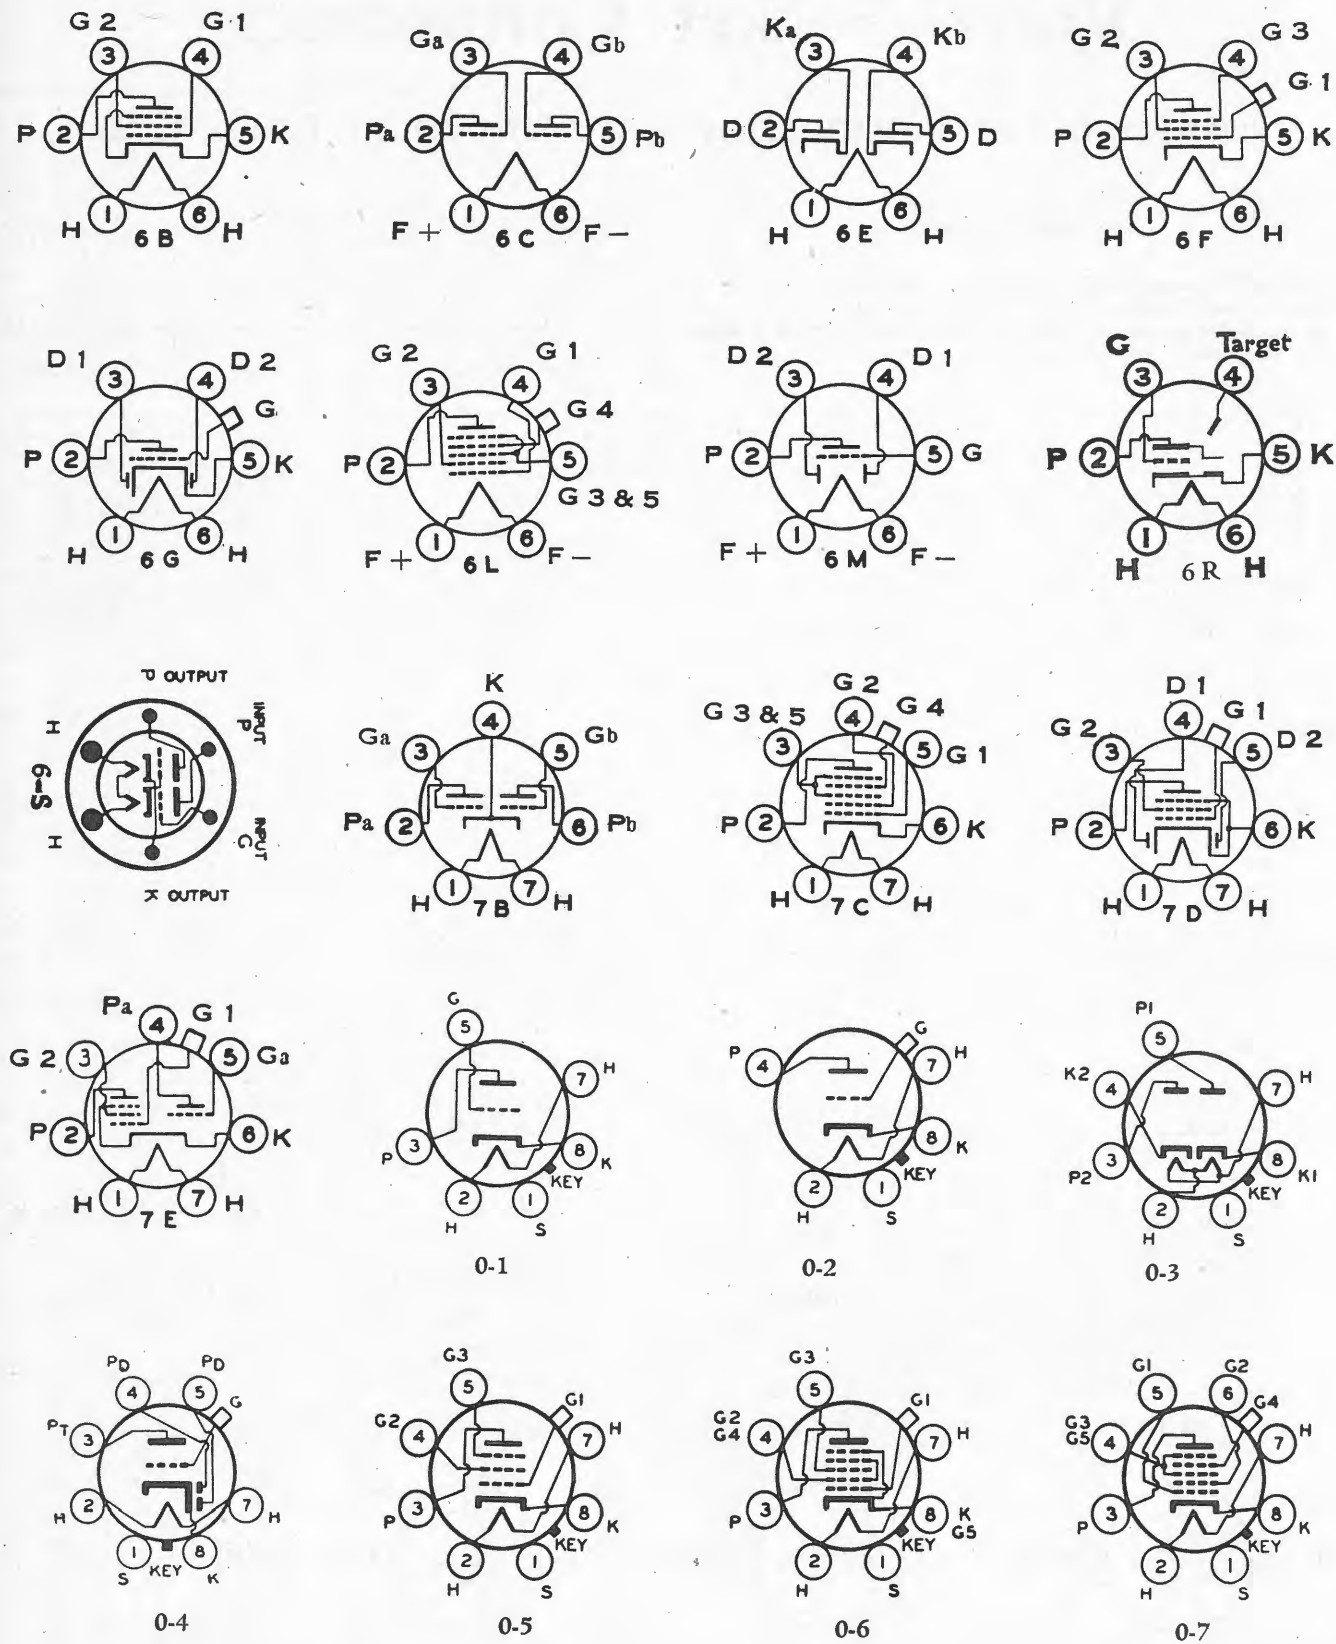 G 2 G 1
3 4
P 2 5 K
H 1 6 H
6 B
Ga Gb
3 4
Pa 2 5 Pb
1 6
F + 6 C F −
Ka Kb
3 4
D 2 5 D
H 1 6 H
6 E
G 2 G 3
3 4
G 1
P 2 5 K
H 1 6 H
6 F
D 1 D 2
3 4
G
P 2 5 K
H 1 6 H
6 G
G 2 G 1
3 4
G 4
P 2 5
G 3 & 5
1 6
F + 6 L F −
D 2 D 1
3 4
P 2 5 G
1 6
F + 6 M F −
G Target
3 4
P 2 5 K
1 6
H 6 R H
P OUTPUT
INPUT P
H
6-S
H
INPUT G
K OUTPUT
K
4
Ga 3 5 Gb
Pa 2 6 Pb
H 1 7 H
7 B
G 2
G 3 & 5 4 G 4
3 5 G 1
P 2 6 K
H 1 7 H
7 C
D 1
G 2 4 G 1
3 5 D 2
P 2 6 K
H 1 7 H
7 D
Pa
4 G 1
G 2 3 5 Ga
P 2 6 K
H 1 7 H
7 E
G
5
7 H
P 3 8 K
KEY
2 1
H S
0-1
G
P 4 7 H
8 K
KEY
2 1
H S
0-2
P1
5
K2 4 7 H
P2 3 8 K1
KEY
2 1
H S
0-3
PD PD
4 5 G
PT 3
H 2 7 H
1 KEY 8
S K
0-4
G3
5 G1
G2 4 7 H
P 3 8 K
KEY
2 1
H S
0-5
G3
5 G1
G2
G4 4 7 H
P 3 8 K
G5
KEY
2 1
H S
0-6
G1 G2
5 6 G4
G3
G5 4 7 H
P 3 8 K
KEY
2 1
H S
0-7